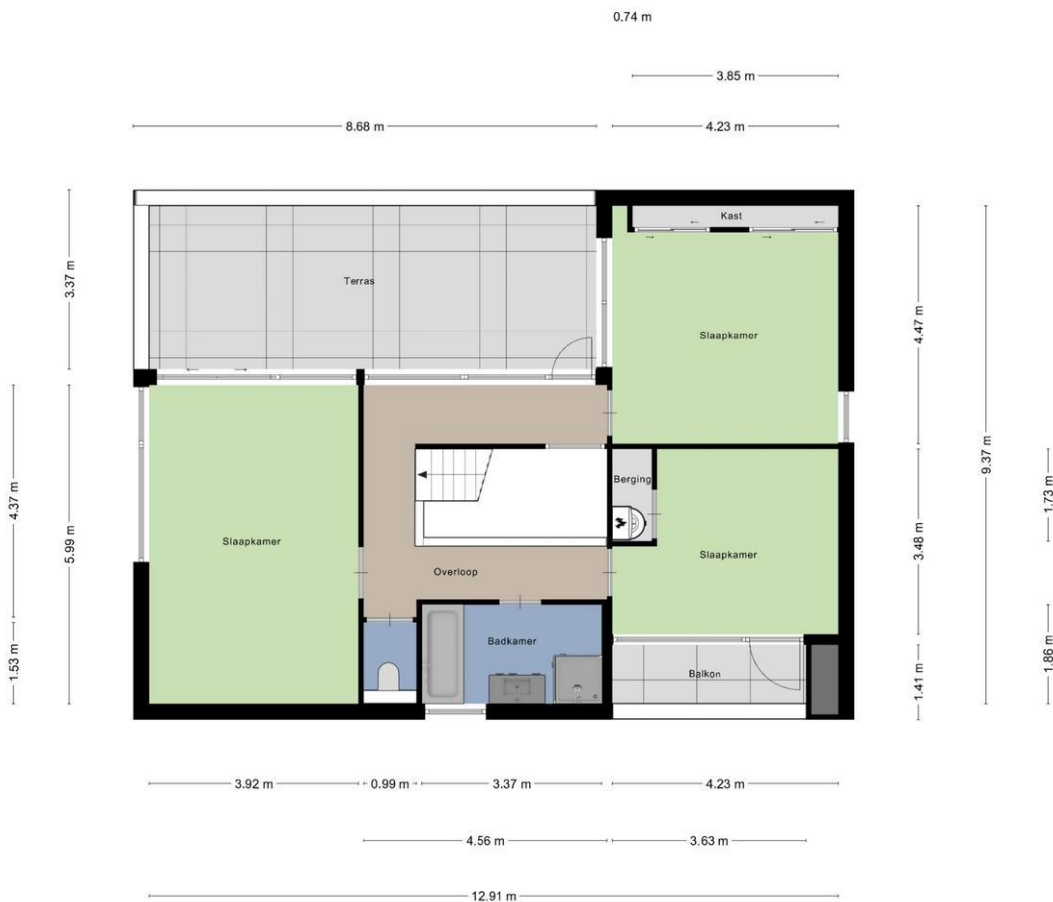 0.74 m
3.85 m
8.68 m
4.23 m
Kast
3.37 m
Terras
4.47 m
Slaapkamer
9.37 m
4.37 m
5.99 m
Berging
1.73 m
Slaapkamer
Slaapkamer
3.48 m
Overloop
1.53 m
Badkamer
1.86 m
Balkon
1.41 m
3.92 m
0.99 m
3.37 m
4.23 m
4.56 m
3.63 m
12.91 m